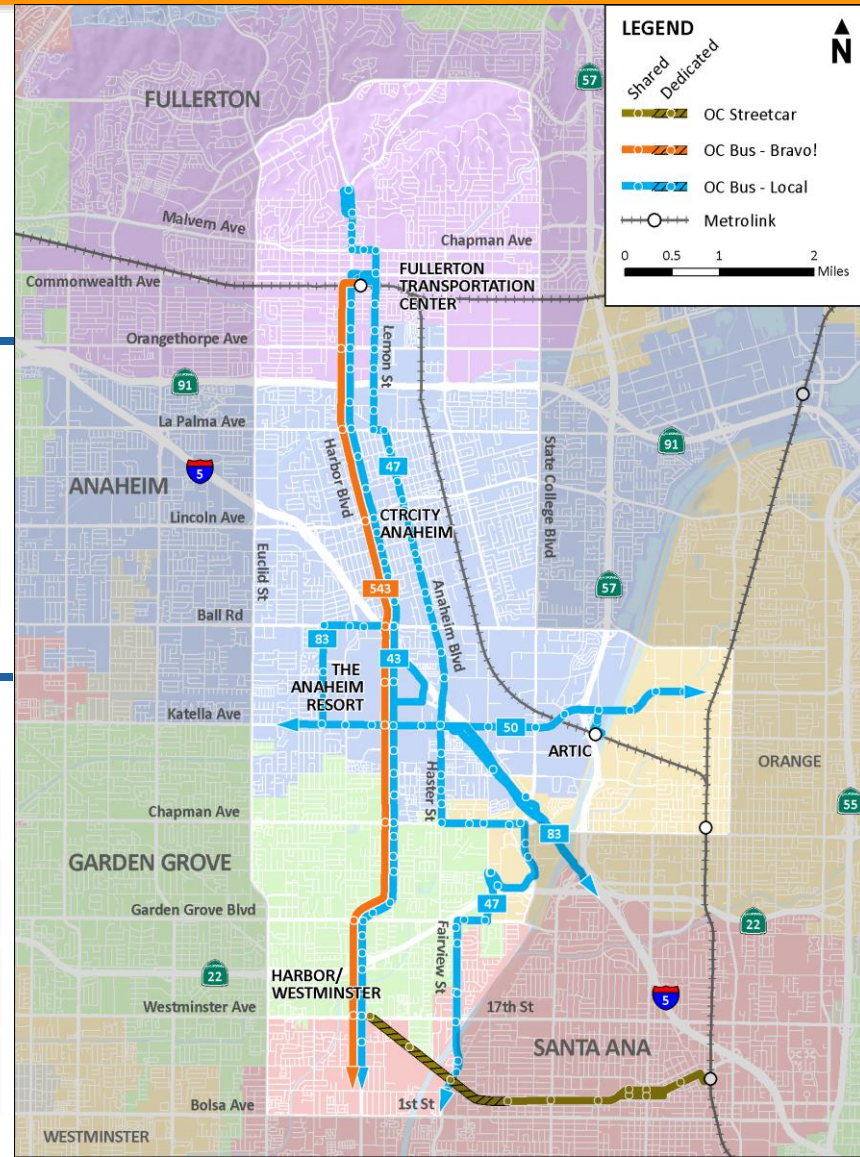 LEGEND
N
Shared
Dedicated
OC Streetcar
OC Bus - Bravo!
OC Bus - Local
Metrolink
0 0.5 1 2
Miles
57
FULLERTON
Malvern Ave
Chapman Ave
Commonwealth Ave
FULLERTON
TRANSPORTATION
CENTER
Orangethorpe Ave
Lemon St
91
La Palma Ave
Harbor Blvd
State College Blvd
91
47
5
ANAHEIM
Lincoln Ave
CTRCITY
ANAHEIM
Euclid St
543
Anaheim Blvd
57
Ball Rd
83
43
THE
ANAHEIM
RESORT
Katella Ave
50
ARTIC
ORANGE
Haster St
55
Chapman Ave
83
GARDEN GROVE
47
Garden Grove Blvd
22
Fairview St
22
HARBOR/
WESTMINSTER
5
Westminster Ave
17th St
SANTA ANA
Bolsa Ave
1st St
WESTMINSTER